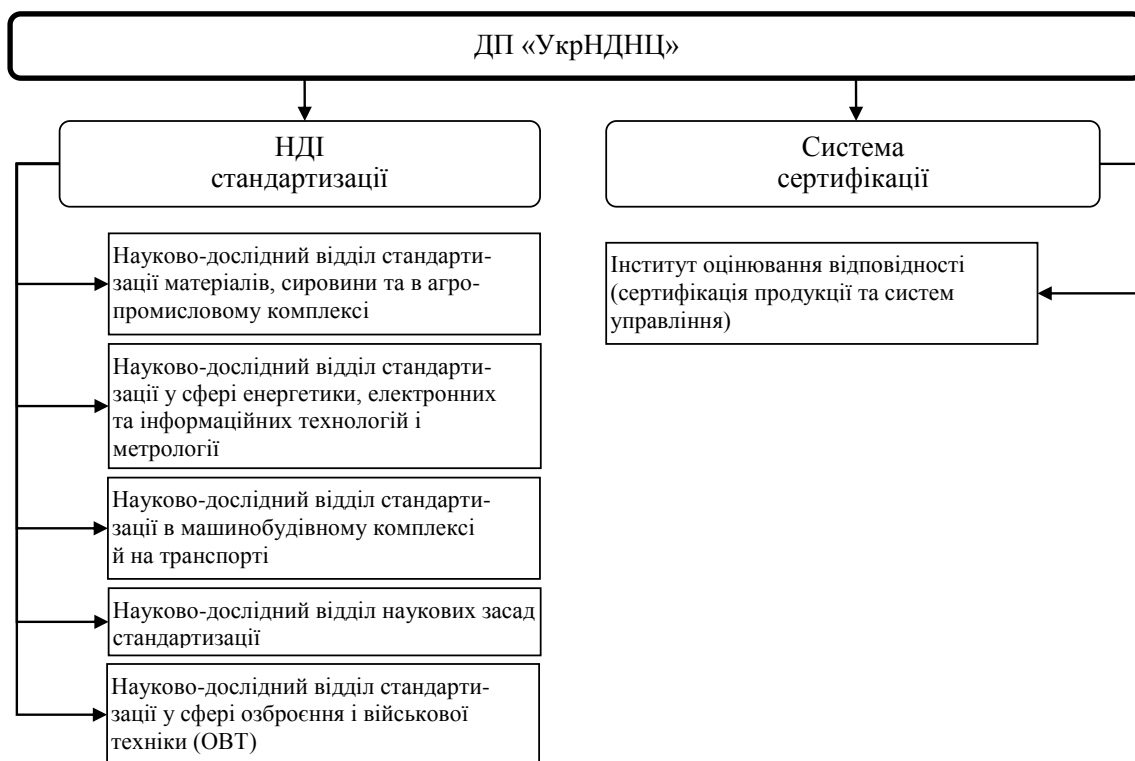 ДП «УкрНДНЦ»
НДІ
стандартизації
Науково-дослідний відділ стандарти-
зації матеріалів, сировини та в агро-
промисловому комплексі
Науково-дослідний відділ стандарти-
зації у сфері енергетики, електронних
та інформаційних технологій і
метрології
Науково-дослідний відділ стандарти-
зації в машинобудівному комплексі
й на транспорті
Науково-дослідний відділ наукових засад
стандартизації
Науково-дослідний відділ стандарти-
зації у сфері озброєння і військової
техніки (ОВТ)
Система
сертифікації
Інститут оцінювання відповідності
(сертифікація продукції та систем
управління)